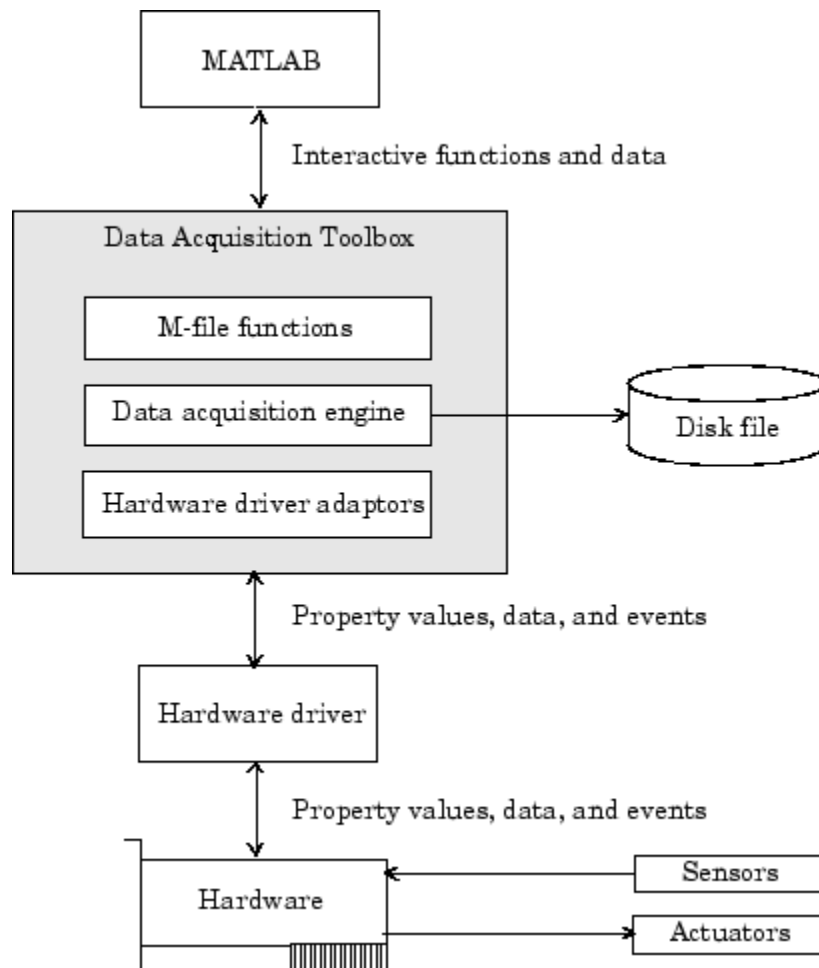 MATLAB
Interactive functions and data
Data Acquisition Toolbox
M-file functions
Data acquisition engine
Disk file
Hardware driver adaptors
Property values, data, and events
Hardware driver
Property values, data, and events
Sensors
Hardware
Actuators